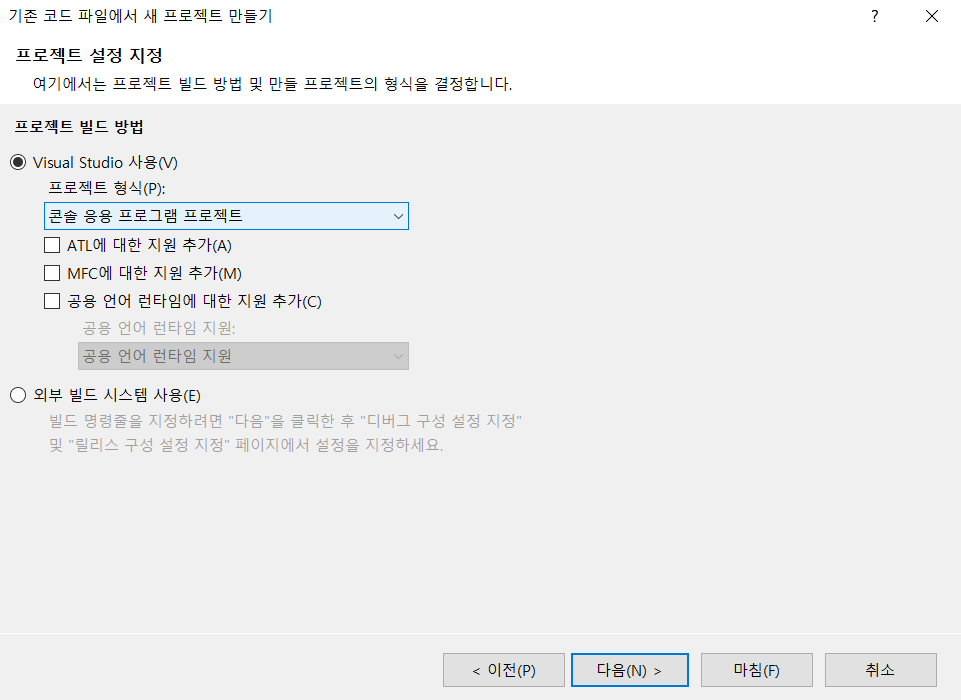 기존 코드 파일에서 새 프로젝트 만들기
?
프로젝트 설정 지정
여기에서는 프로젝트 빌드 방법 및 만들 프로젝트의 형식을 결정합니다.
프로젝트 빌드 방법
Visual Studio 사용(V)
프로젝트 형식(P):
콘솔 응용 프로그램 프로젝트
ATL에 대한 지원 추가(A)
MFC에 대한 지원 추가(M)
공용 언어 런타임에 대한 지원 추가(C)
공용 언어 런타임 지원:
공용 언어 런타임 지원
외부 빌드 시스템 사용(E)
빌드 명령줄을 지정하려면 "다음"을 클릭한 후 "디버그 구성 설정 지정"
및 "릴리스 구성 설정 지정" 페이지에서 설정을 지정하세요.
< 이전(P) 다음(N) > 마침(F) 취소